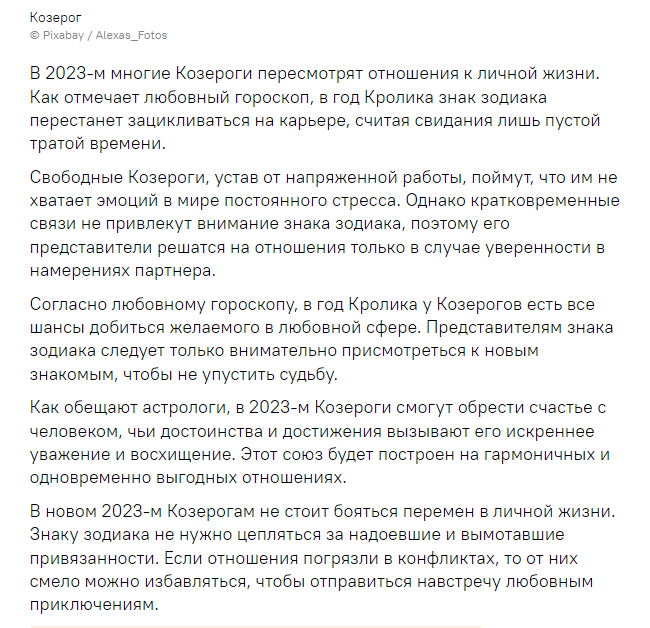 Козерог
© Pixabay / Alexas_Fotos
В 2023-м многие Козероги пересмотрят отношения к личной жизни.
Как отмечает любовный гороскоп, в год Кролика знак зодиака
перестанет зацикливаться на карьере, считая свидания лишь пустой
тратой времени.
Свободные Козероги, устав от напряженной работы, поймут, что им не
хватает эмоций в мире постоянного стресса. Однако кратковременные
связи не привлекут внимание знака зодиака, поэтому его
представители решатся на отношения только в случае уверенности в
намерениях партнера.
Согласно любовному гороскопу, в год Кролика у Козерогов есть все
шансы добиться желаемого в любовной сфере. Представителям знака
зодиака следует только внимательно присмотреться к новым
знакомым, чтобы не упустить судьбу.
Как обещают астрологи, в 2023-м Козероги смогут обрести счастье с
человеком, чьи достоинства и достижения вызывают его искреннее
уважение и восхищение. Этот союз будет построен на гармоничных и
одновременно выгодных отношениях.
В новом 2023-м Козерогам не стоит бояться перемен в личной жизни.
Знаку зодиака не нужно цепляться за надоевшие и вымотавшие
привязанности. Если отношения погрязли в конфликтах, то от них
смело можно избавляться, чтобы отправиться навстречу любовным
приключениям.